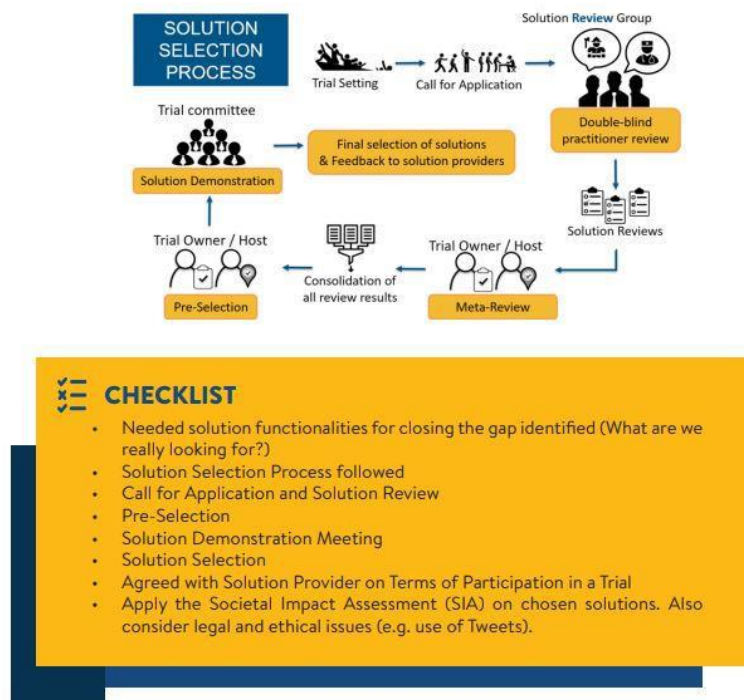 SOLUTION
SELECTION
PROCESS
Trial Setting
Call for Application
Solution Review Group
Double-blind
practitioner review
Solution Reviews
Trial Owner / Host
Meta-Review
Consolidation of
all review results
Trial Owner / Host
Pre-Selection
Trial committee
Solution Demonstration
Final selection of solutions
& Feedback to solution providers
CHECKLIST
• Needed solution functionalities for closing the gap identified (What are we
really looking for?)
• Solution Selection Process followed
• Call for Application and Solution Review
• Pre-Selection
• Solution Demonstration Meeting
• Solution Selection
• Agreed with Solution Provider on Terms of Participation in a Trial
• Apply the Societal Impact Assessment (SIA) on chosen solutions. Also
consider legal and ethical issues (e.g. use of Tweets).